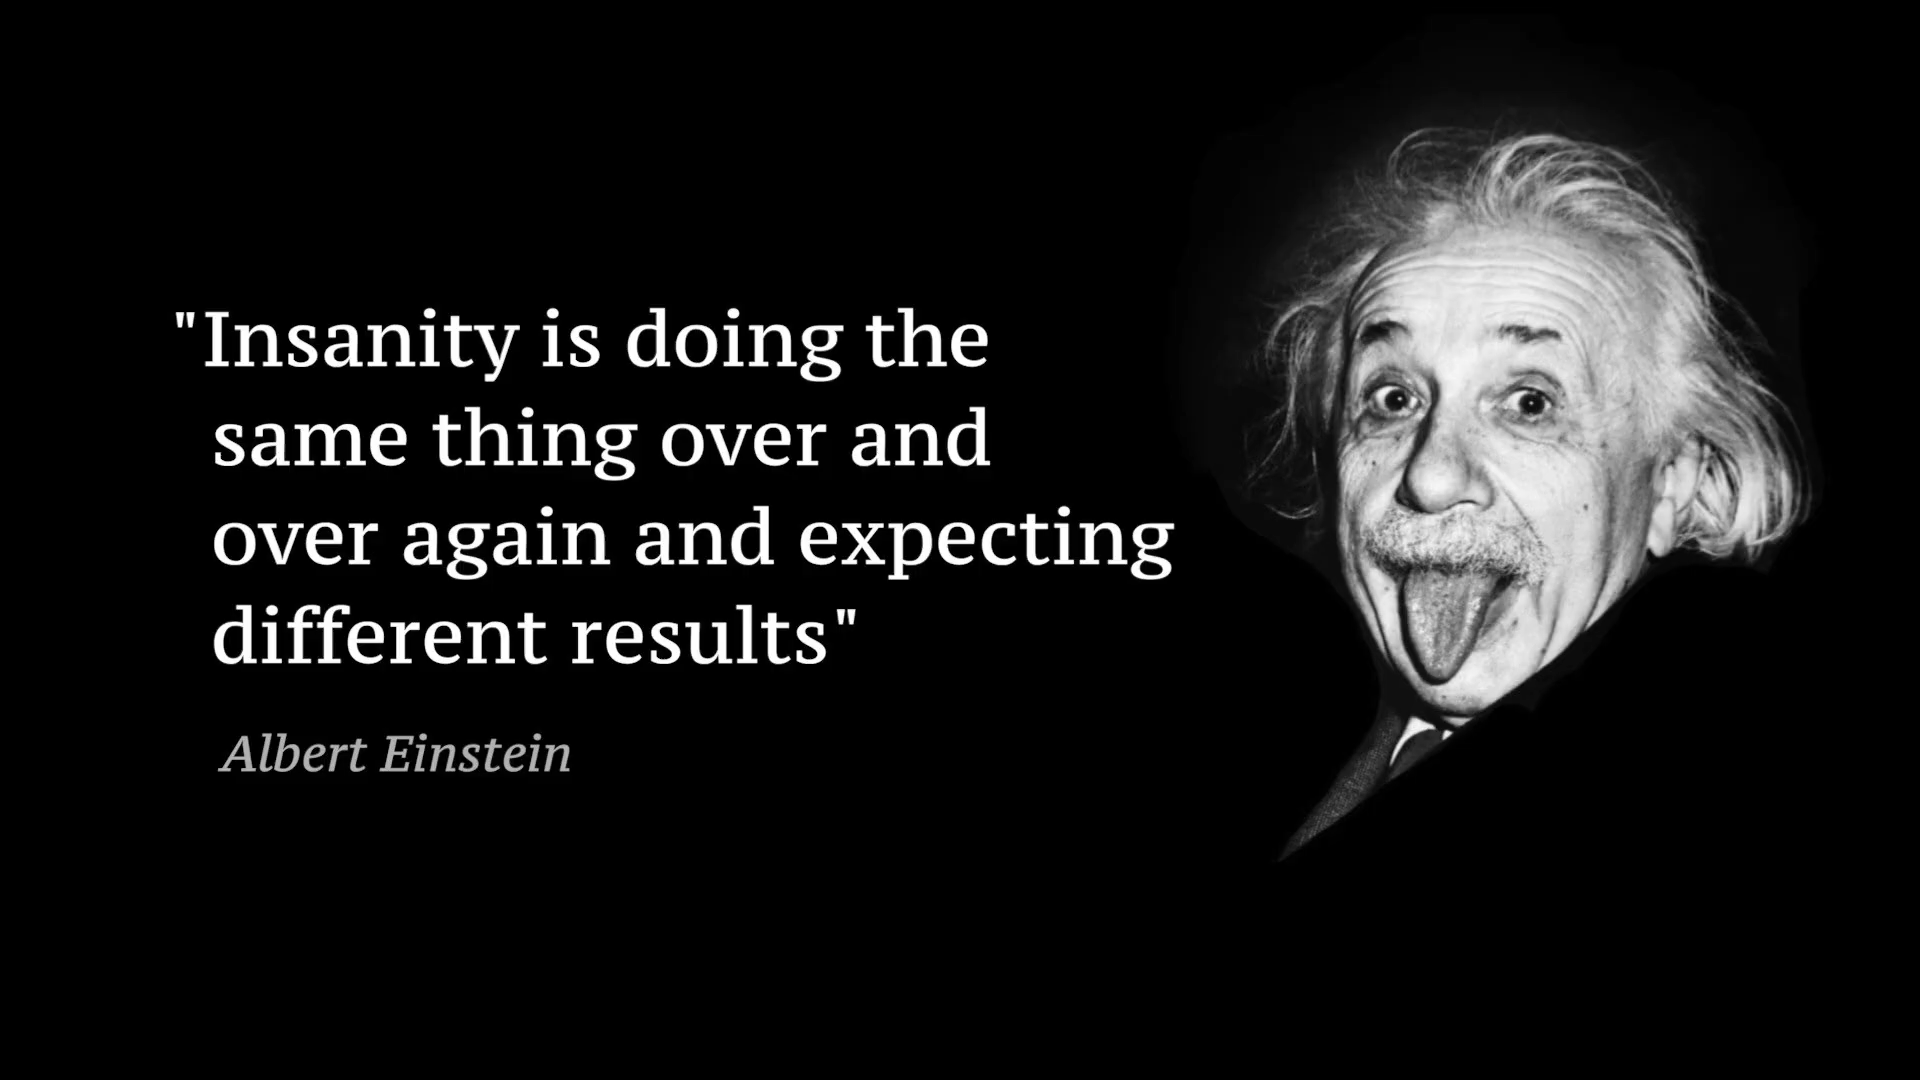 "Insanity is doing the
same thing over and
over again and expecting
different results"
Albert Einstein